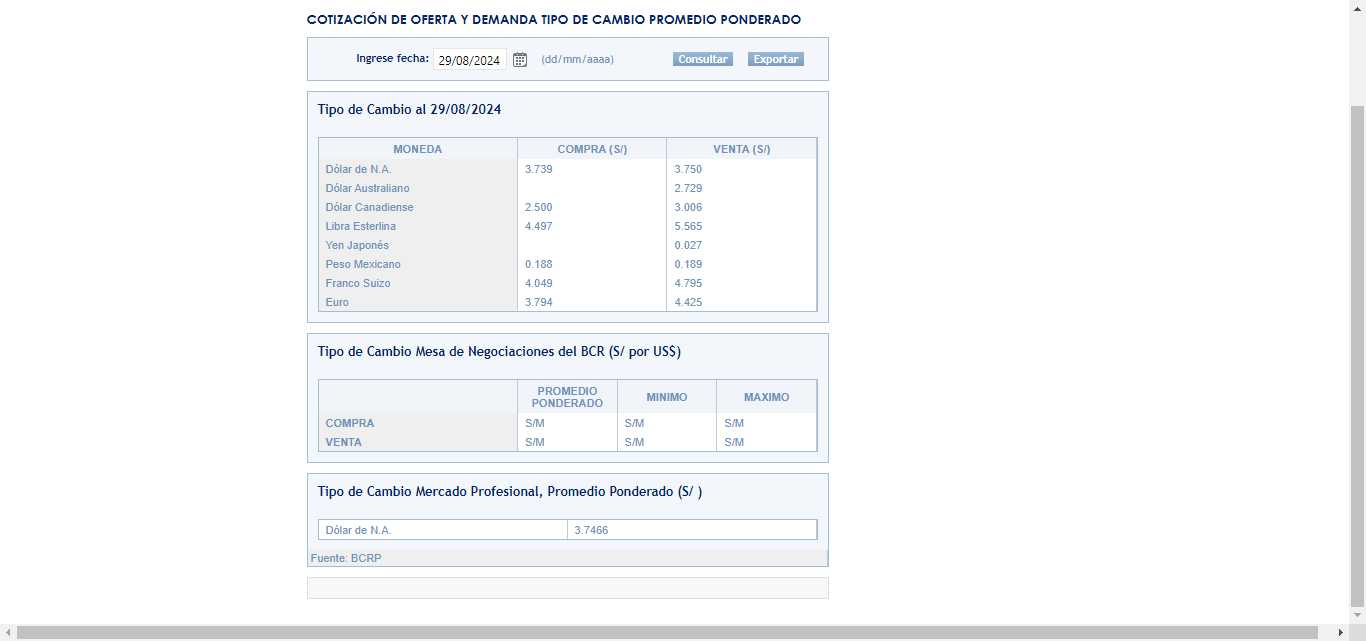 COTIZACIÓN DE OFERTA Y DEMANDA TIPO DE CAMBIO PROMEDIO PONDERADO
Ingrese fecha: 29/08/2024 (dd/mm/aaaa) Consultar Exportar
Tipo de Cambio al 29/08/2024
MONEDA COMPRA (S/) VENTA (S/)
Dólar de N.A. 3.739 3.750
Dólar Australiano 2.729
Dólar Canadiense 2.500 3.006
Libra Esterlina 4.497 5.565
Yen Japonés 0.027
Peso Mexicano 0.188 0.189
Franco Suizo 4.049 4.795
Euro 3.794 4.425
Tipo de Cambio Mesa de Negociaciones del BCR (S/ por US$)
PROMEDIO PONDERADO MINIMO MAXIMO
COMPRA S/M S/M S/M
VENTA S/M S/M S/M
Tipo de Cambio Mercado Profesional, Promedio Ponderado (S/ )
Dólar de N.A. 3.7466
Fuente: BCRP